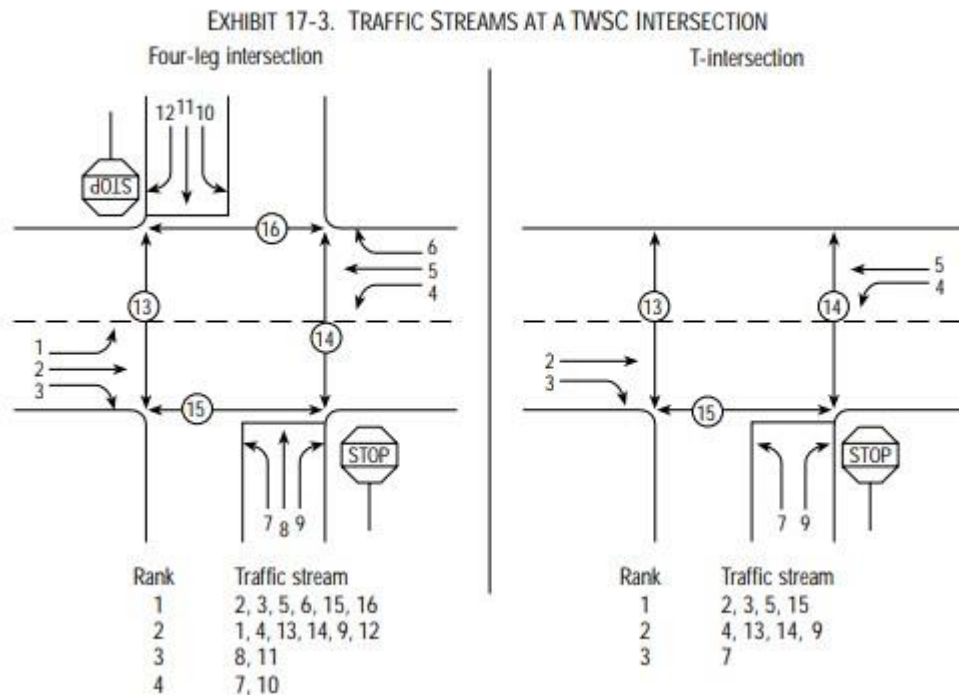 EXHIBIT 17-3. TRAFFIC STREAMS AT A TWSC INTERSECTION
Four-leg intersection
12 11 10
STOP
16
6
5
4
13
14
1
2
3
15
STOP
7 8 9
Rank Traffic stream
1 2, 3, 5, 6, 15, 16
2 1, 4, 13, 14, 9, 12
3 8, 11
4 7, 10
T-intersection
5
4
13
14
2
3
15
STOP
7 9
Rank Traffic stream
1 2, 3, 5, 15
2 4, 13, 14, 9
3 7